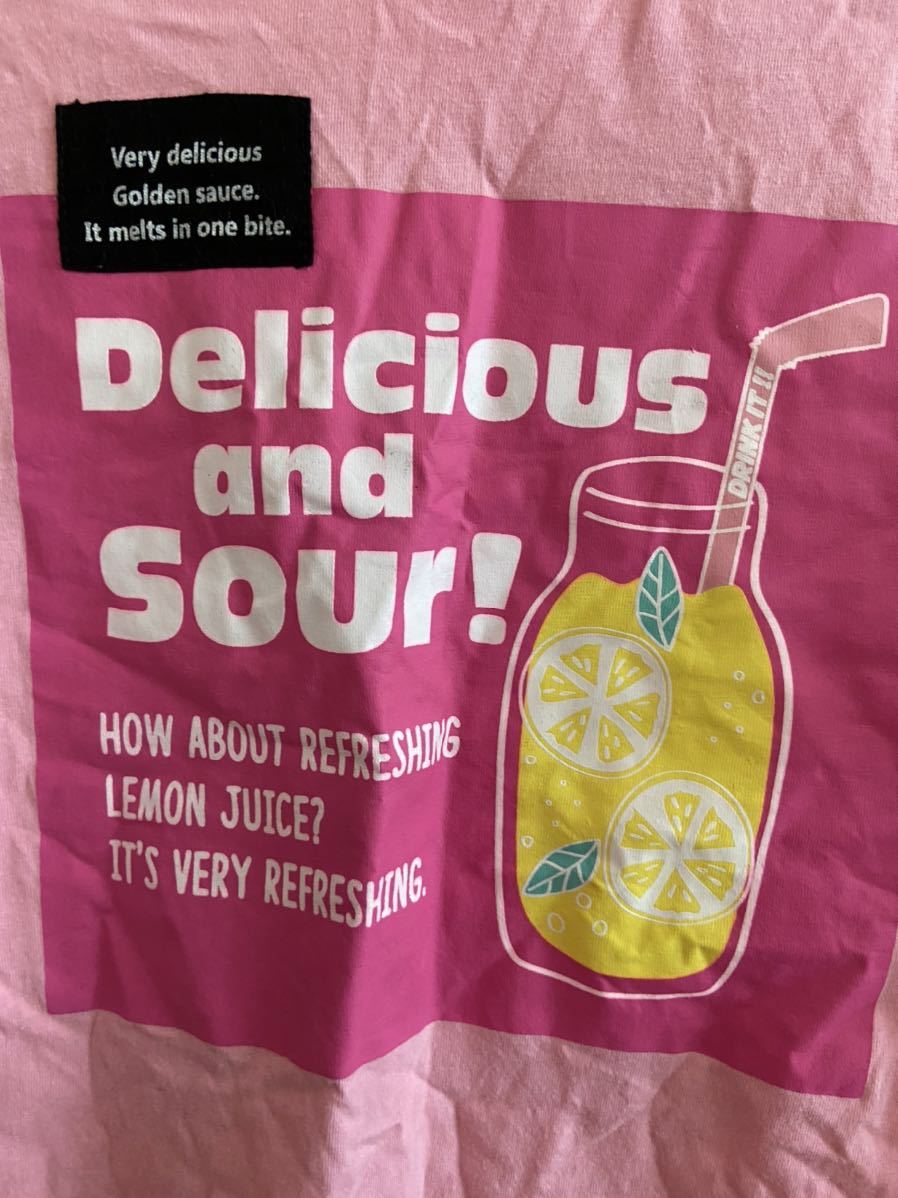 Very delicious
Golden sauce.
It melts in one bite.
Delicious
and
Sour!
DRINK IT!!
HOW ABOUT REFRESHING
LEMON JUICE?
IT'S VERY REFRESHING.